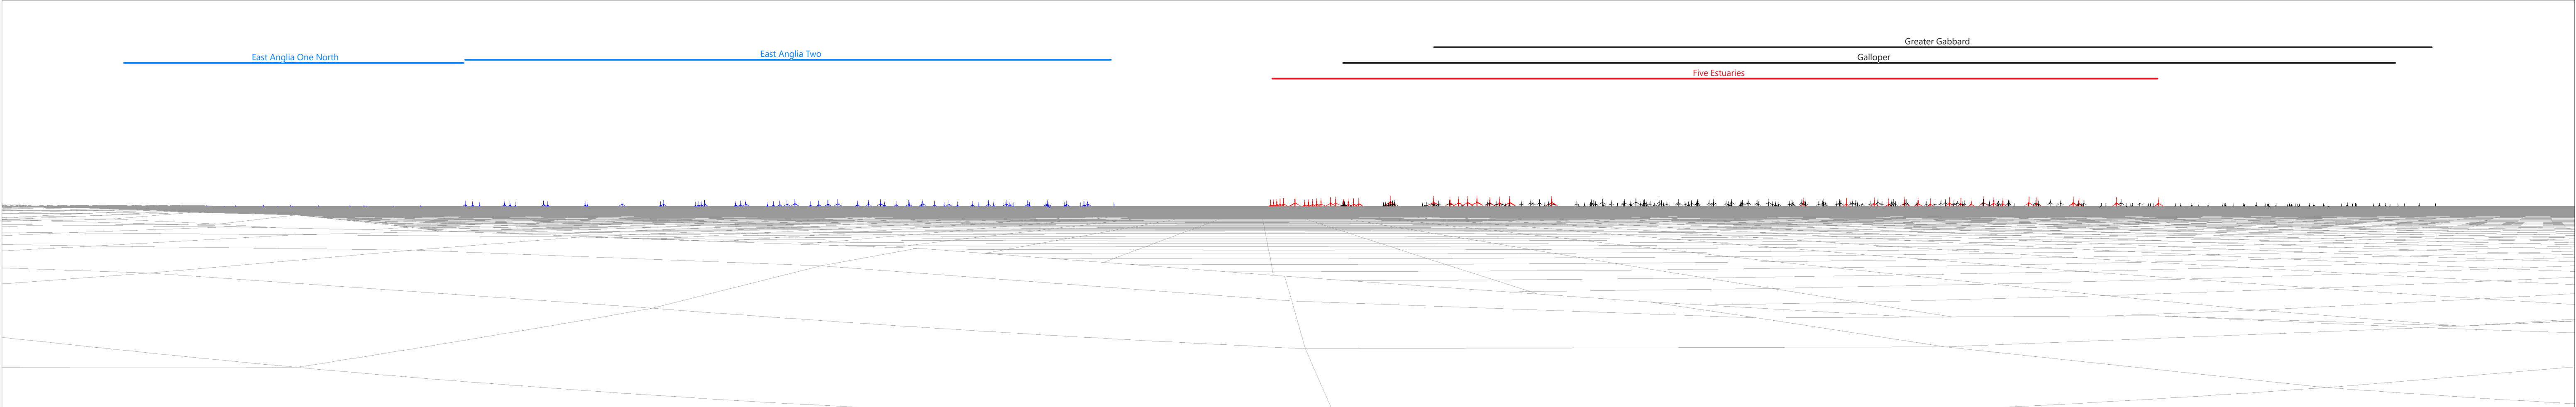 Greater Gabbard
East Anglia Two
East Anglia One North
Galloper
Five Estuaries